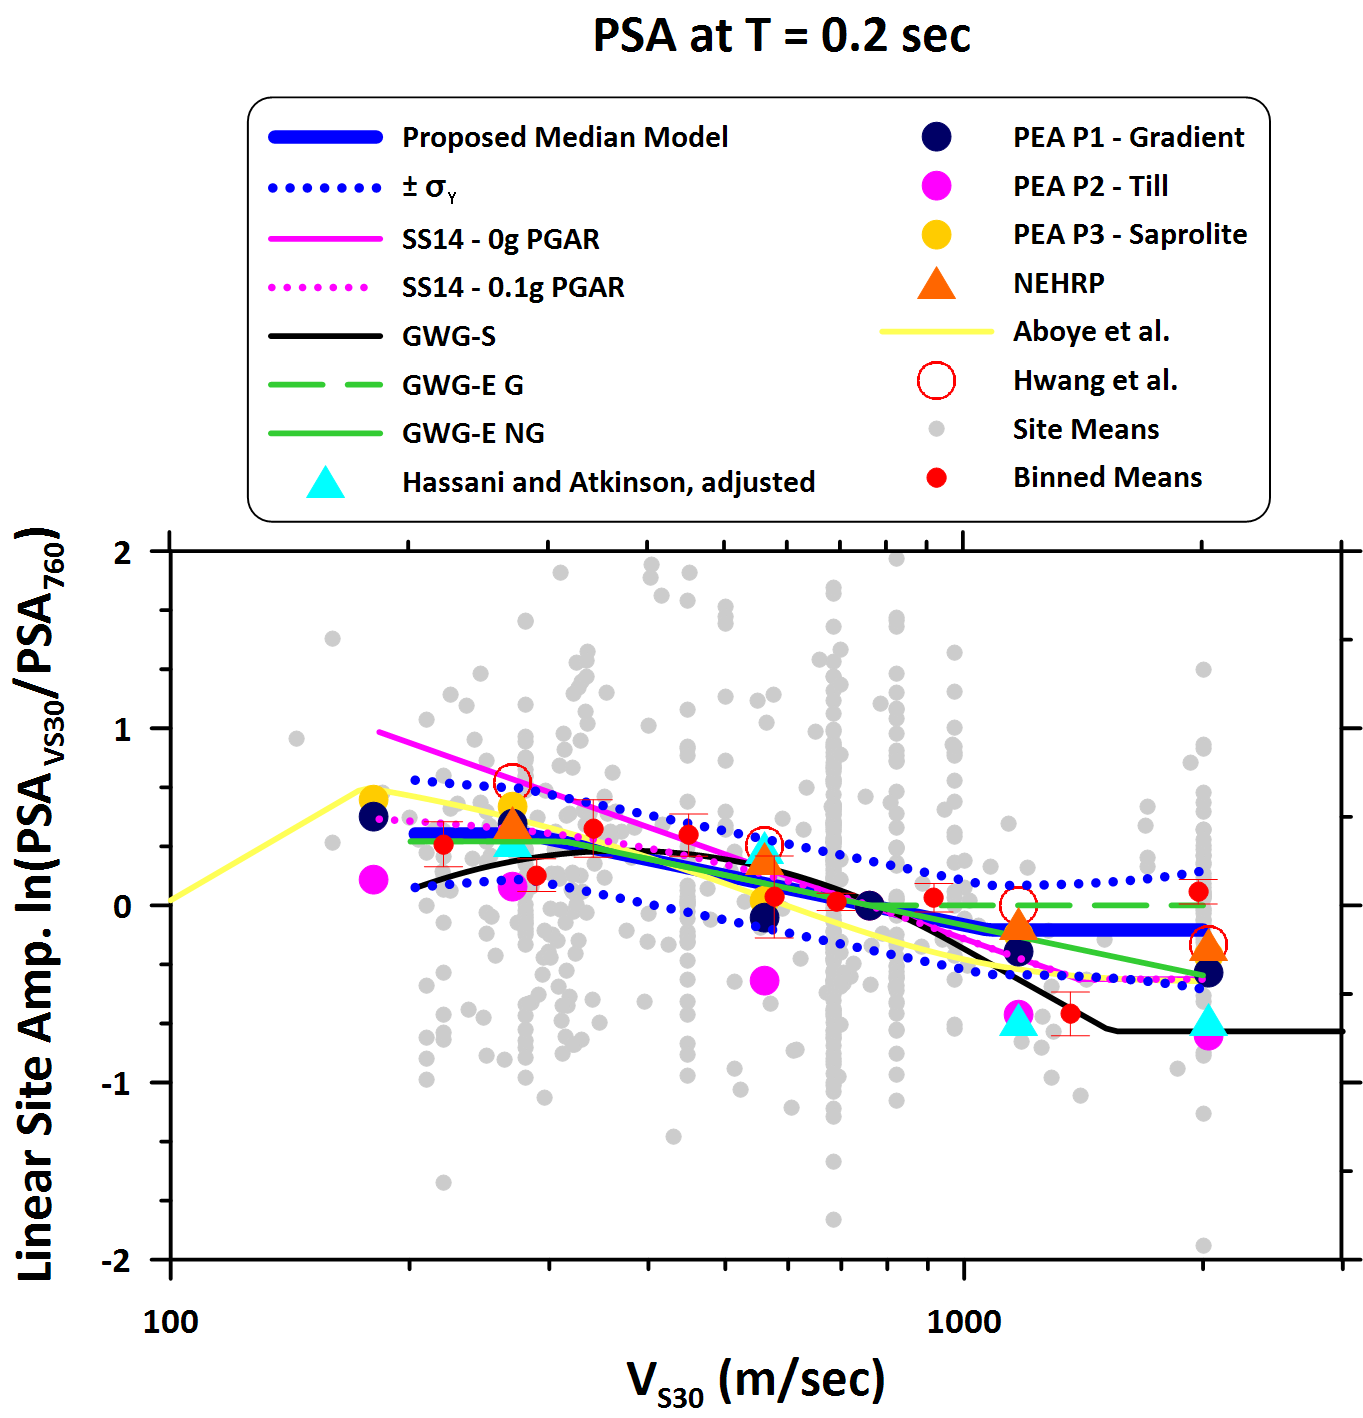 PSA at T = 0.2 sec
Proposed Median Model
± σY
SS14 - 0g PGAR
SS14 - 0.1g PGAR
GWG-S
GWG-E G
GWG-E NG
Hassani and Atkinson, adjusted
PEA P1 - Gradient
PEA P2 - Till
PEA P3 - Saprolite
NEHRP
Aboye et al.
Hwang et al.
Site Means
Binned Means
Linear Site Amp. ln(PSAVS30/PSA760)
2
1
0
-1
-2
100
1000
VS30 (m/sec)